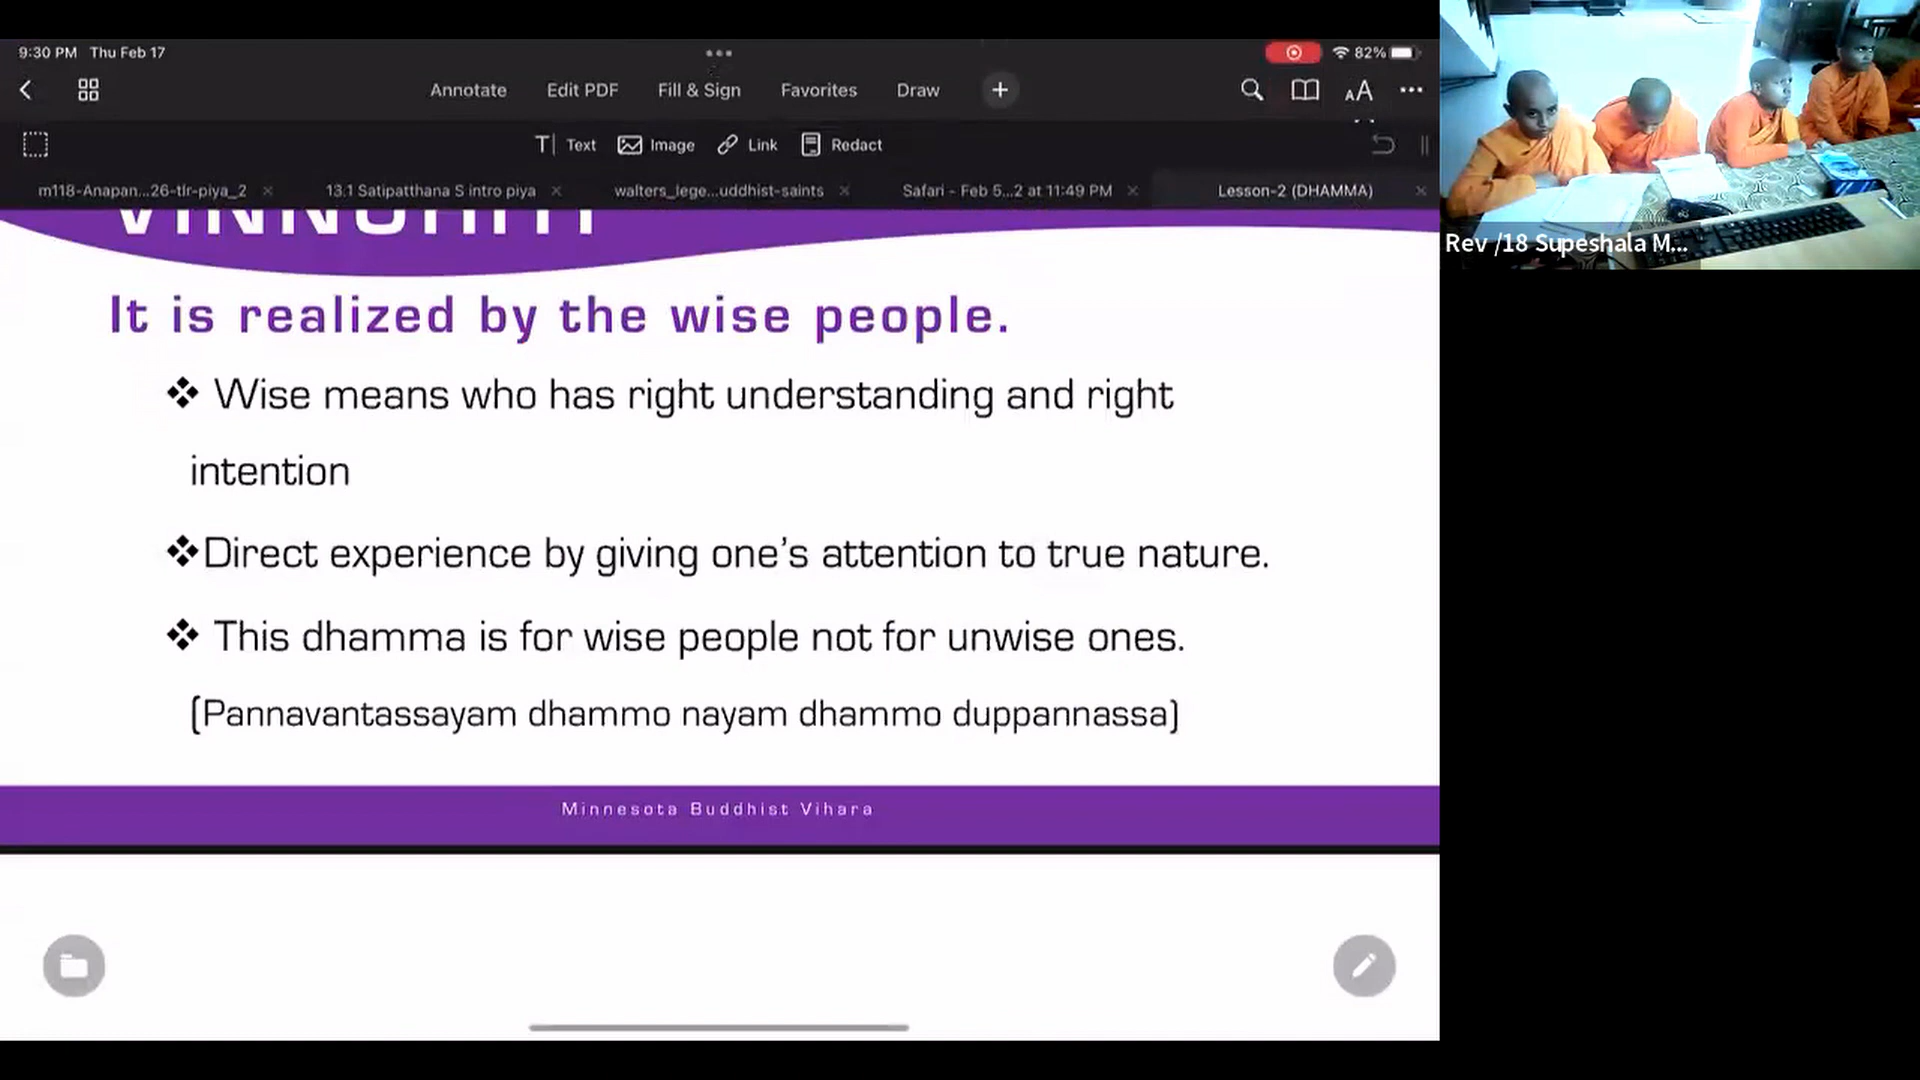 9:30 PM Thu Feb 17
82%
Annotate Edit PDF Fill & Sign Favorites Draw
AA
Text Image Link Redact
m118-Anapan...26-tlr-piya_2 13.1 Satipatthana S intro piya walters_lege...uddhist-saints Safari - Feb 5...2 at 11:49 PM Lesson-2 (DHAMMA)
VINNUHITI
It is realized by the wise people.
❖ Wise means who has right understanding and right
intention
❖Direct experience by giving one's attention to true nature.
❖ This dhamma is for wise people not for unwise ones.
(Pannavantassayam dhammo nayam dhammo duppannassa)
Minnesota Buddhist Vihara
Rev /18 Supeshala M...